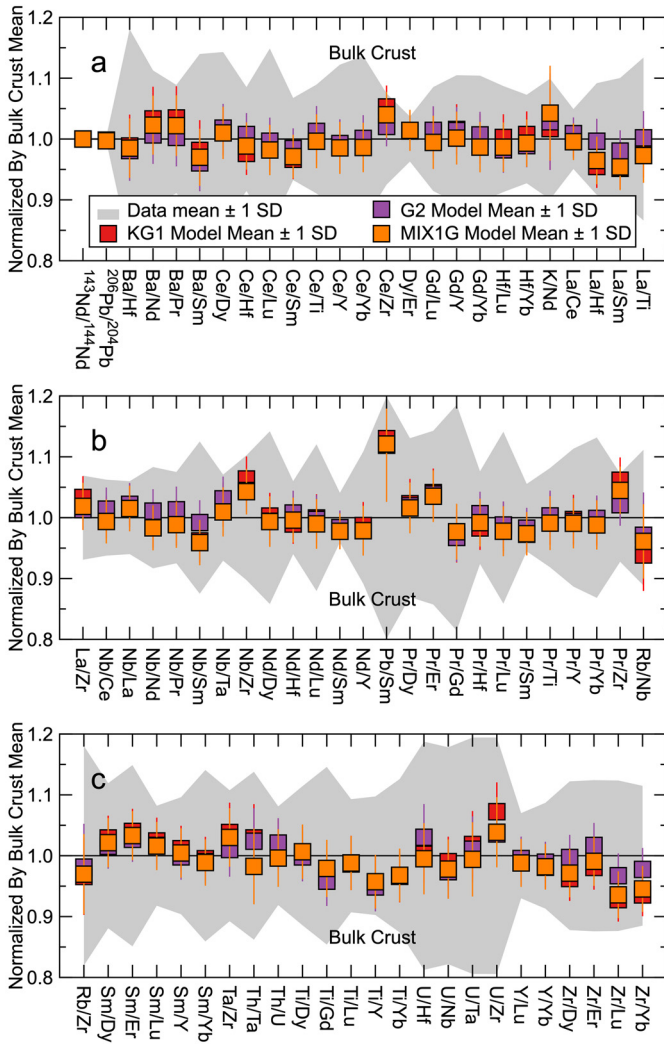 Normalized By Bulk Crust Mean
1.2
1.1
1.0
0.9
0.8
a
Bulk Crust
Data mean ± 1 SD
G2 Model Mean ± 1 SD
KG1 Model Mean ± 1 SD
MIX1G Model Mean ± 1 SD
143Nd/144Nd
206Pb/204Pb
Ba/Hf
Ba/Nd
Ba/Pr
Ba/Sm
Ce/Dy
Ce/Hf
Ce/Lu
Ce/Sm
Ce/Ti
Ce/Y
Ce/Yb
Ce/Zr
Dy/Er
Gd/Lu
Gd/Y
Gd/Yb
Hf/Lu
Hf/Yb
K/Nd
La/Ce
La/Hf
La/Sm
La/Ti
Normalized By Bulk Crust Mean
1.2
1.1
1.0
0.9
0.8
b
Bulk Crust
La/Zr
Nb/Ce
Nb/La
Nb/Nd
Nb/Pr
Nb/Sm
Nb/Ta
Nb/Zr
Nd/Dy
Nd/Hf
Nd/Lu
Nd/Sm
Nd/Y
Pb/Sm
Pr/Dy
Pr/Er
Pr/Gd
Pr/Hf
Pr/Lu
Pr/Sm
Pr/Ti
Pr/Y
Pr/Yb
Pr/Zr
Rb/Nb
Normalized By Bulk Crust Mean
1.2
1.1
1.0
0.9
0.8
c
Bulk Crust
Rb/Zr
Sm/Dy
Sm/Er
Sm/Lu
Sm/Y
Sm/Yb
Ta/Zr
Th/Ta
Th/U
Ti/Dy
Ti/Gd
Ti/Lu
Ti/Y
Ti/Yb
U/Hf
U/Nb
U/Ta
U/Zr
Y/Lu
Y/Yb
Zr/Dy
Zr/Er
Zr/Lu
Zr/Yb